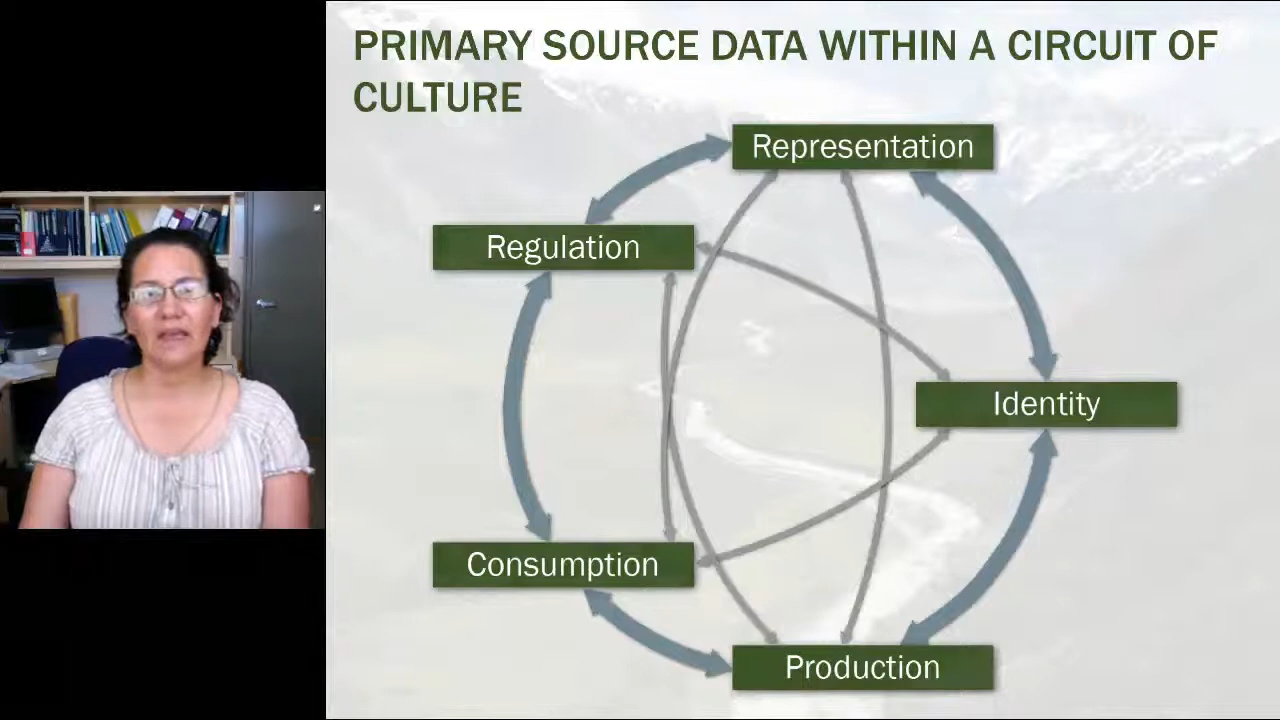 PRIMARY SOURCE DATA WITHIN A CIRCUIT OF
CULTURE
Representation
Regulation
Identity
Consumption
Production